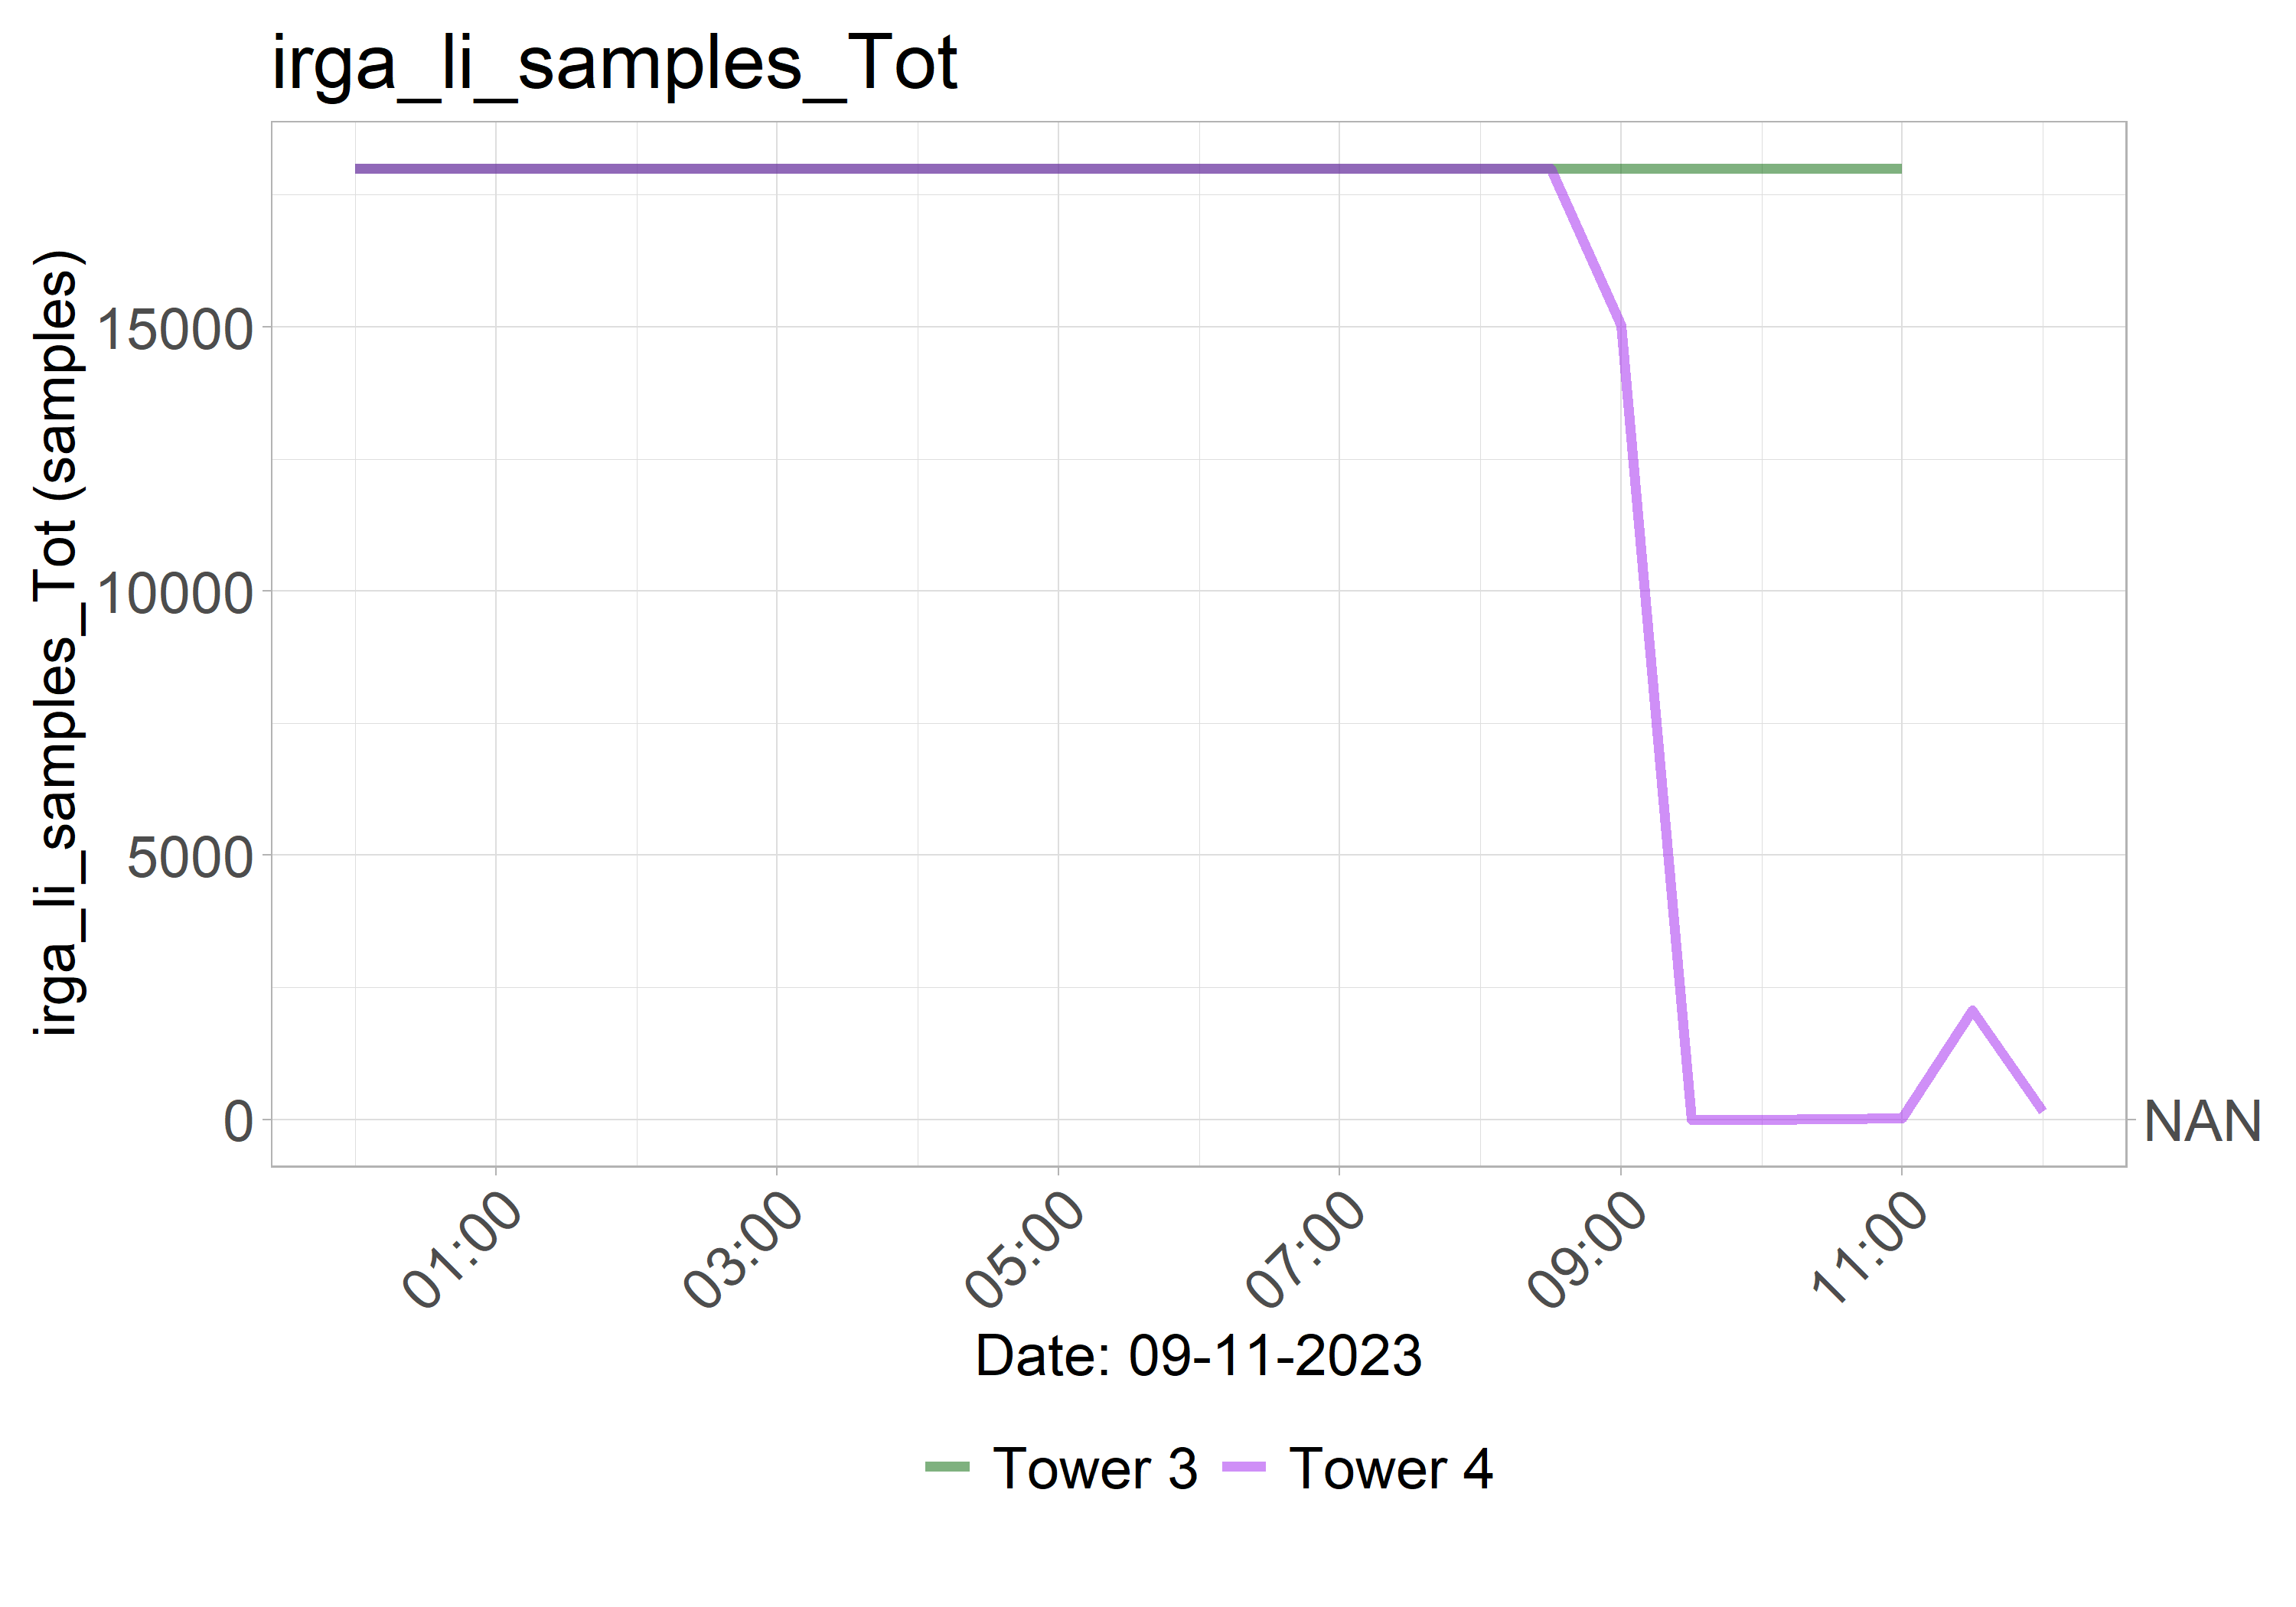 irga_li_samples_Tot
irga_li_samples_Tot (samples)
15000
10000
5000
0
NAN
01:00
03:00
05:00
07:00
09:00
11:00
Date: 09-11-2023
Tower 3
Tower 4